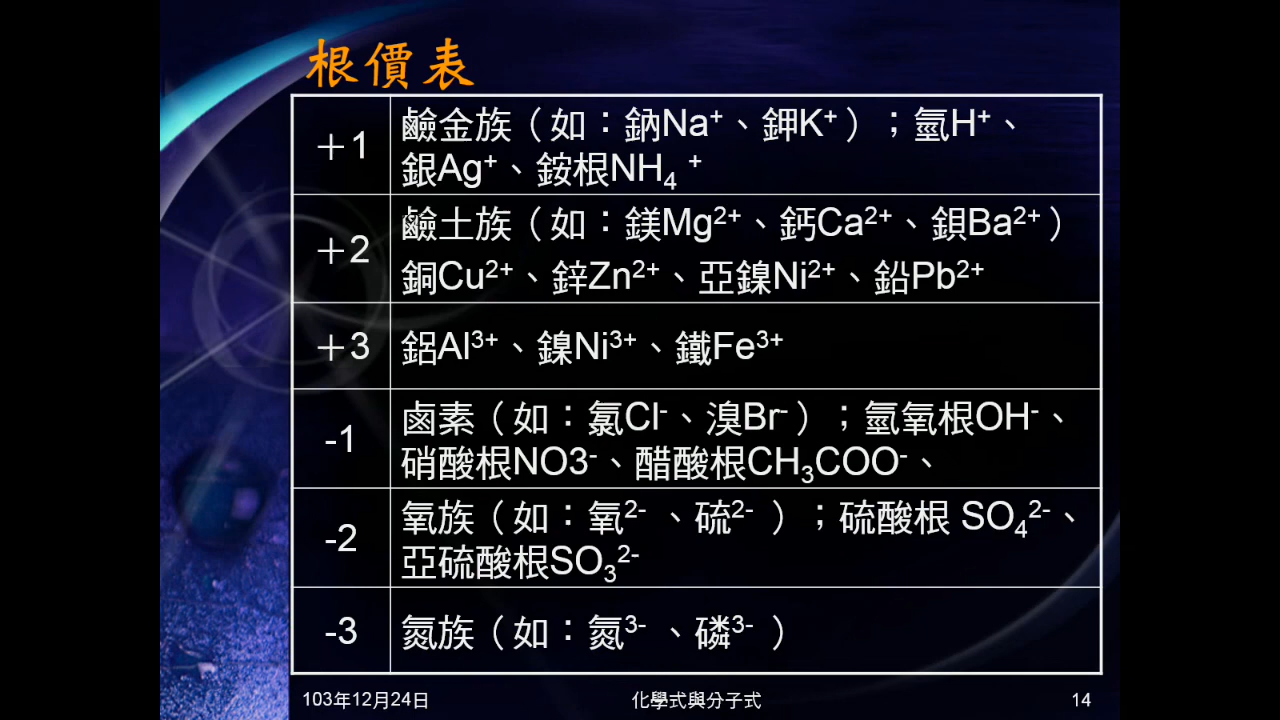 根價表
+1
鹼金族（如：鈉Na⁺、鉀K⁺）；氫H⁺、
銀Ag⁺、銨根NH₄⁺
+2
鹼土族（如：鎂Mg²⁺、鈣Ca²⁺、鋇Ba²⁺）
銅Cu²⁺、鋅Zn²⁺、亞鎳Ni²⁺、鉛Pb²⁺
+3
鋁Al³⁺、鎳Ni³⁺、鐵Fe³⁺
-1
鹵素（如：氯Cl⁻、溴Br⁻）；氫氧根OH⁻、
硝酸根NO3⁻、醋酸根CH₃COO⁻、
-2
氧族（如：氧²⁻、硫²⁻）；硫酸根 SO₄²⁻、
亞硫酸根SO₃²⁻
-3
氮族（如：氮³⁻、磷³⁻）
103年12月24日
化學式與分子式
14